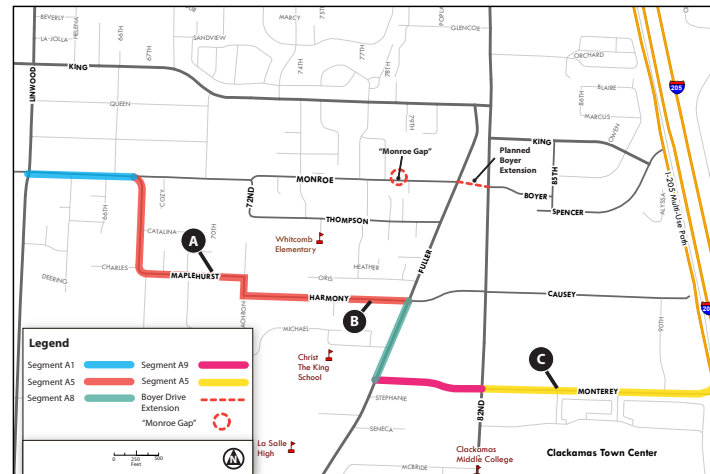 BEVERLY
HELENA
66TH
MARCY
75TH
POPLA
LA JOLLA
67TH
SANDVIEW
GLENCOE
74TH
77TH
78TH
ORCHARD
KING
BLAIRE
86TH
205
LINWOOD
QUEEN
79TH
MARCUS
OWEN
KING
"Monroe Gap"
Planned
Boyer
Extension
85TH
I-205 Multi-Use Path
MONROE
66TH
COZY
72ND
BOYER
SPENCER
ALYSSA
THOMPSON
CATALINA
70TH
A
Whitcomb
Elementary
FULLER
CHARLES
HEATHER
DEERING
MAPLEHURST
ORIS
HARMONY
CAUSEY
20
B
90TH
Legend
MICHAEL
Segment A1
Segment A9
Segment A5
Segment A5
Segment A8
Boyer Drive
Extension
"Monroe Gap"
Christ
The King
School
C
MONTEREY
STEPHANIE
82ND
SENECA
La Salle
High
Clackamas
Middle College
Clackamas Town Center
MCBRIDE
0
250
500
Feet
N